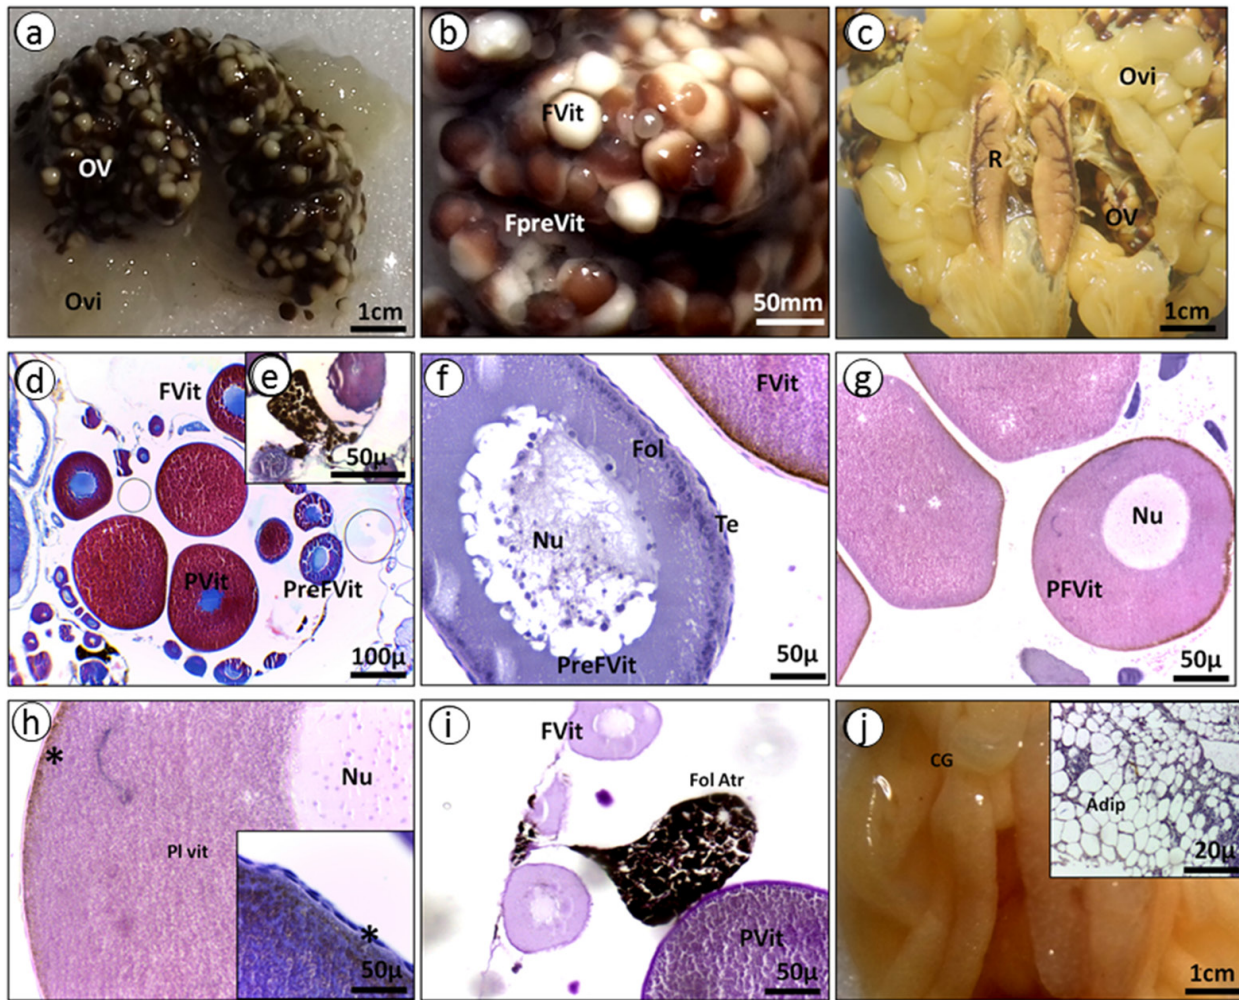 a
OV
Ovi
1cm
b
FVit
FpreVit
50mm
c
Ovi
R
OV
1cm
d
FVit
PVit
PreFVit
100µ
e
50µ
f
FVit
Fol
Te
Nu
PreFVit
50µ
g
Nu
PFVit
50µ
h
*
Nu
Pl vit
*
50µ
i
FVit
Fol Atr
PVit
50µ
j
CG
Adip
20µ
1cm